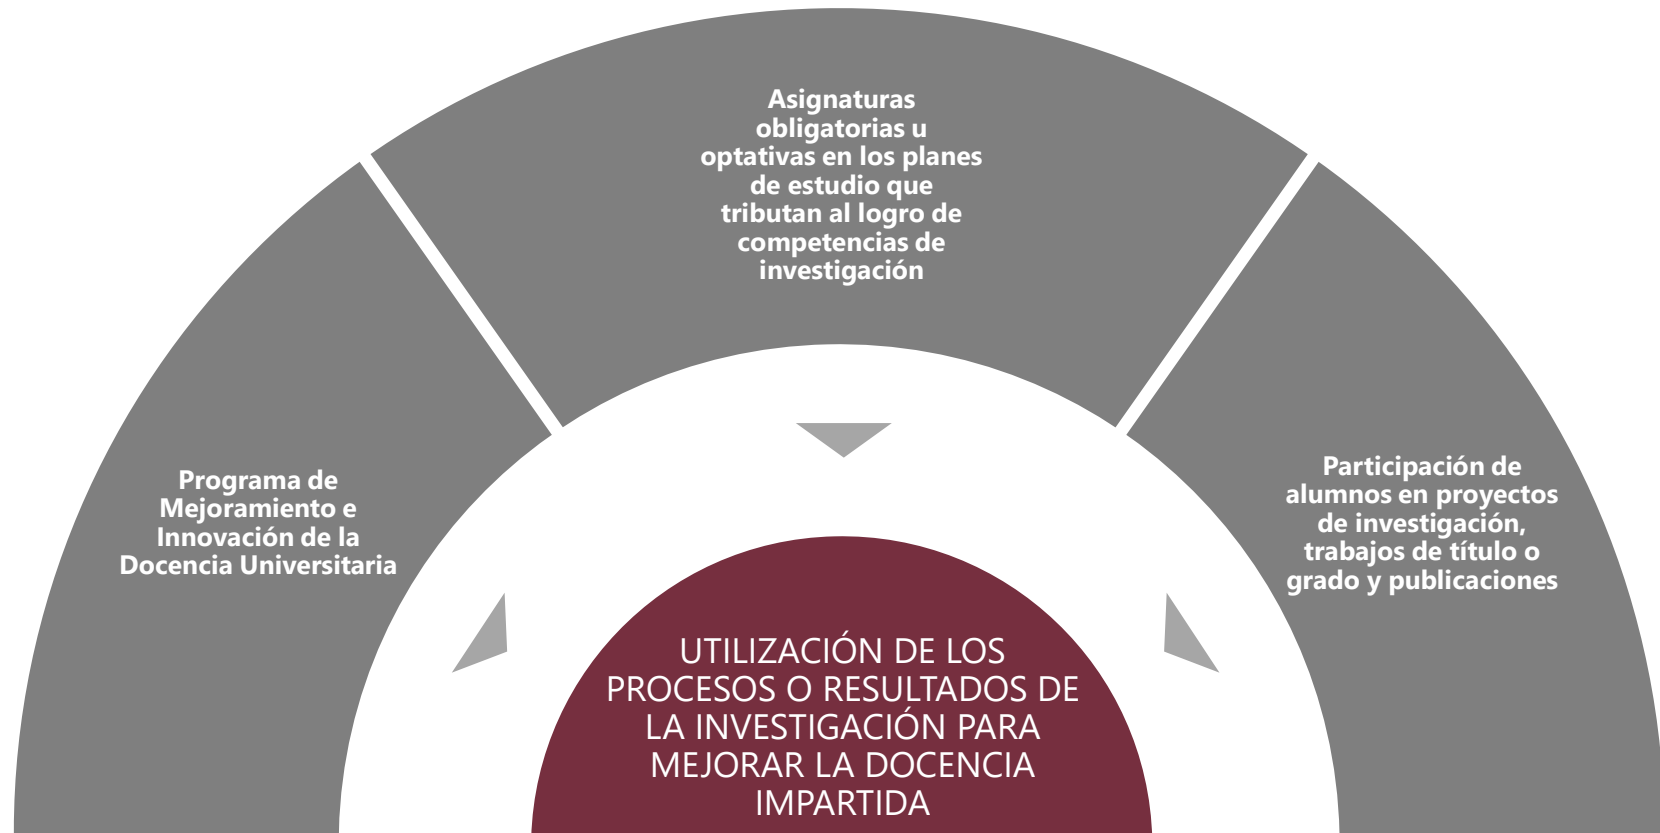 Asignaturas
obligatorias u
optativas en los planes
de estudio que
tributan al logro de
competencias de
investigación
Programa de
Mejoramiento e
Innovación de la
Docencia Universitaria
Participación de
alumnos en proyectos
de investigación,
trabajos de título o
grado y publicaciones
UTILIZACIÓN DE LOS
PROCESOS O RESULTADOS DE
LA INVESTIGACIÓN PARA
MEJORAR LA DOCENCIA
IMPARTIDA